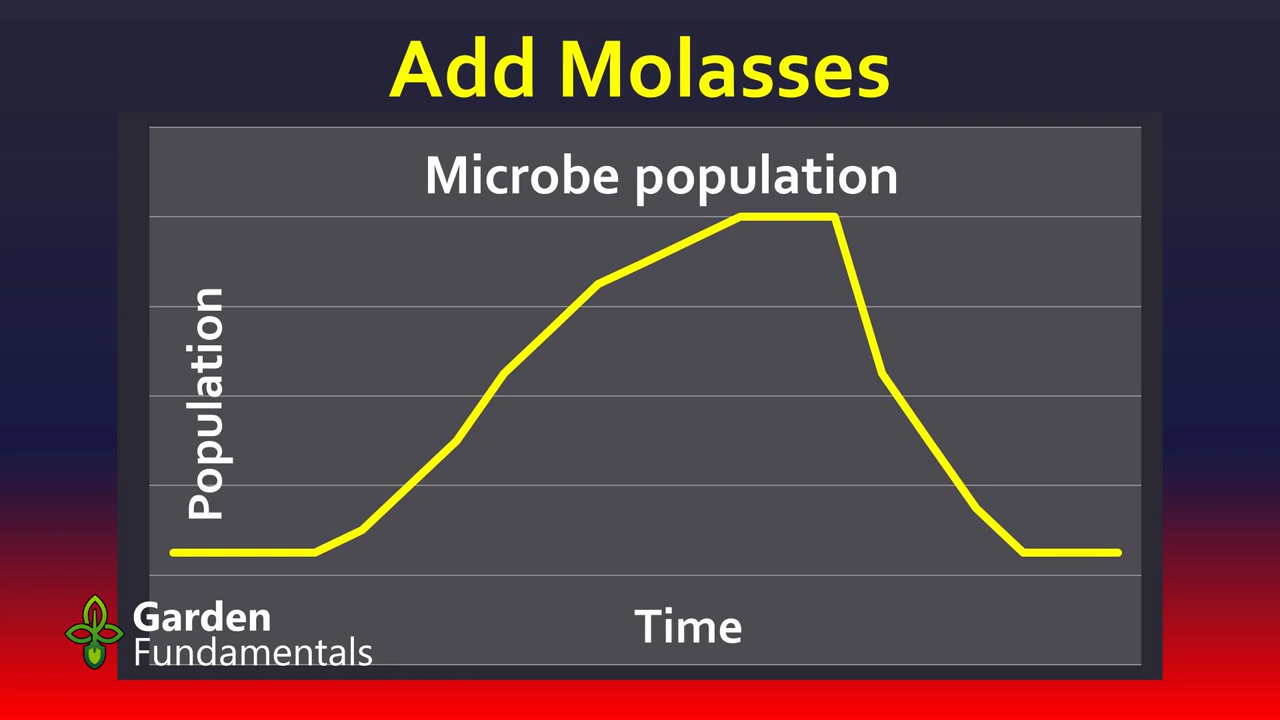 Add Molasses
Microbe population
Population
Time
Garden
Fundamentals